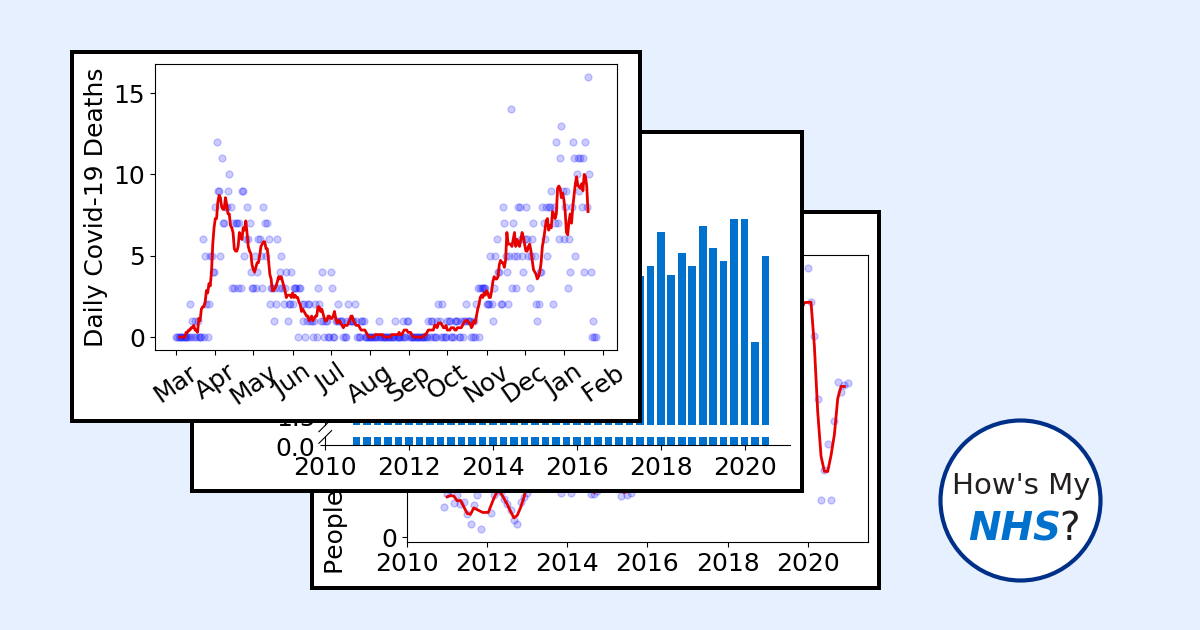 Daily Covid-19 Deaths
15
10
5
0
Mar Apr May Jun Jul Aug Sep Oct Nov Dec Jan Feb
0.0
2010 2012 2014 2016 2018 2020
People
0
2010 2012 2014 2016 2018 2020
How's My
NHS?